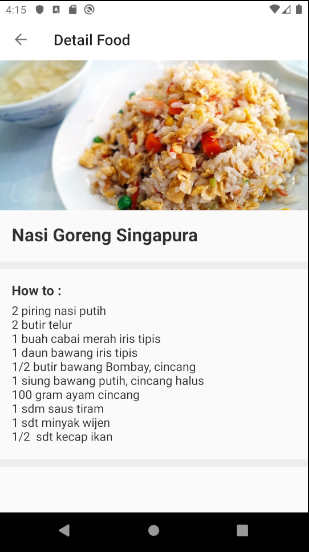 4:15
Detail Food
Nasi Goreng Singapura
How to :
2 piring nasi putih
2 butir telur
1 buah cabai merah iris tipis
1 daun bawang iris tipis
1/2 butir bawang Bombay, cincang
1 siung bawang putih, cincang halus
100 gram ayam cincang
1 sdm saus tiram
1 sdt minyak wijen
1/2  sdt kecap ikan